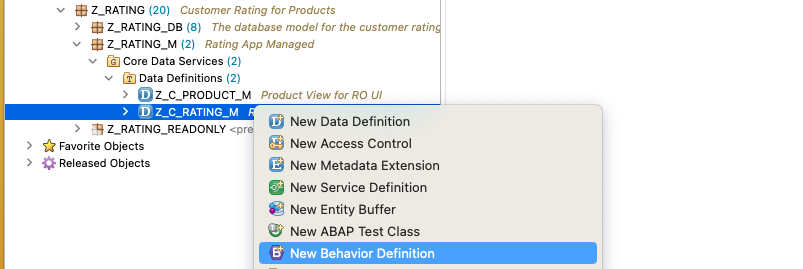 Z_RATING (20) Customer Rating for Products
Z_RATING_DB (8) The database model for the customer rating
Z_RATING_M (2) Rating App Managed
Core Data Services (2)
Data Definitions (2)
Z_C_PRODUCT_M Product View for RO UI
Z_C_RATING_M
Z_RATING_READONLY <pre
Favorite Objects
Released Objects
New Data Definition
New Access Control
New Metadata Extension
New Service Definition
New Entity Buffer
New ABAP Test Class
New Behavior Definition